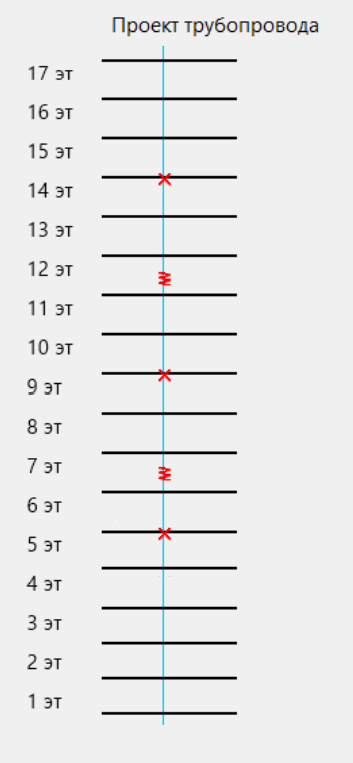 Проект трубопровода
17 эт
16 эт
15 эт
14 эт
13 эт
12 эт
11 эт
10 эт
9 эт
8 эт
7 эт
6 эт
5 эт
4 эт
3 эт
2 эт
1 эт